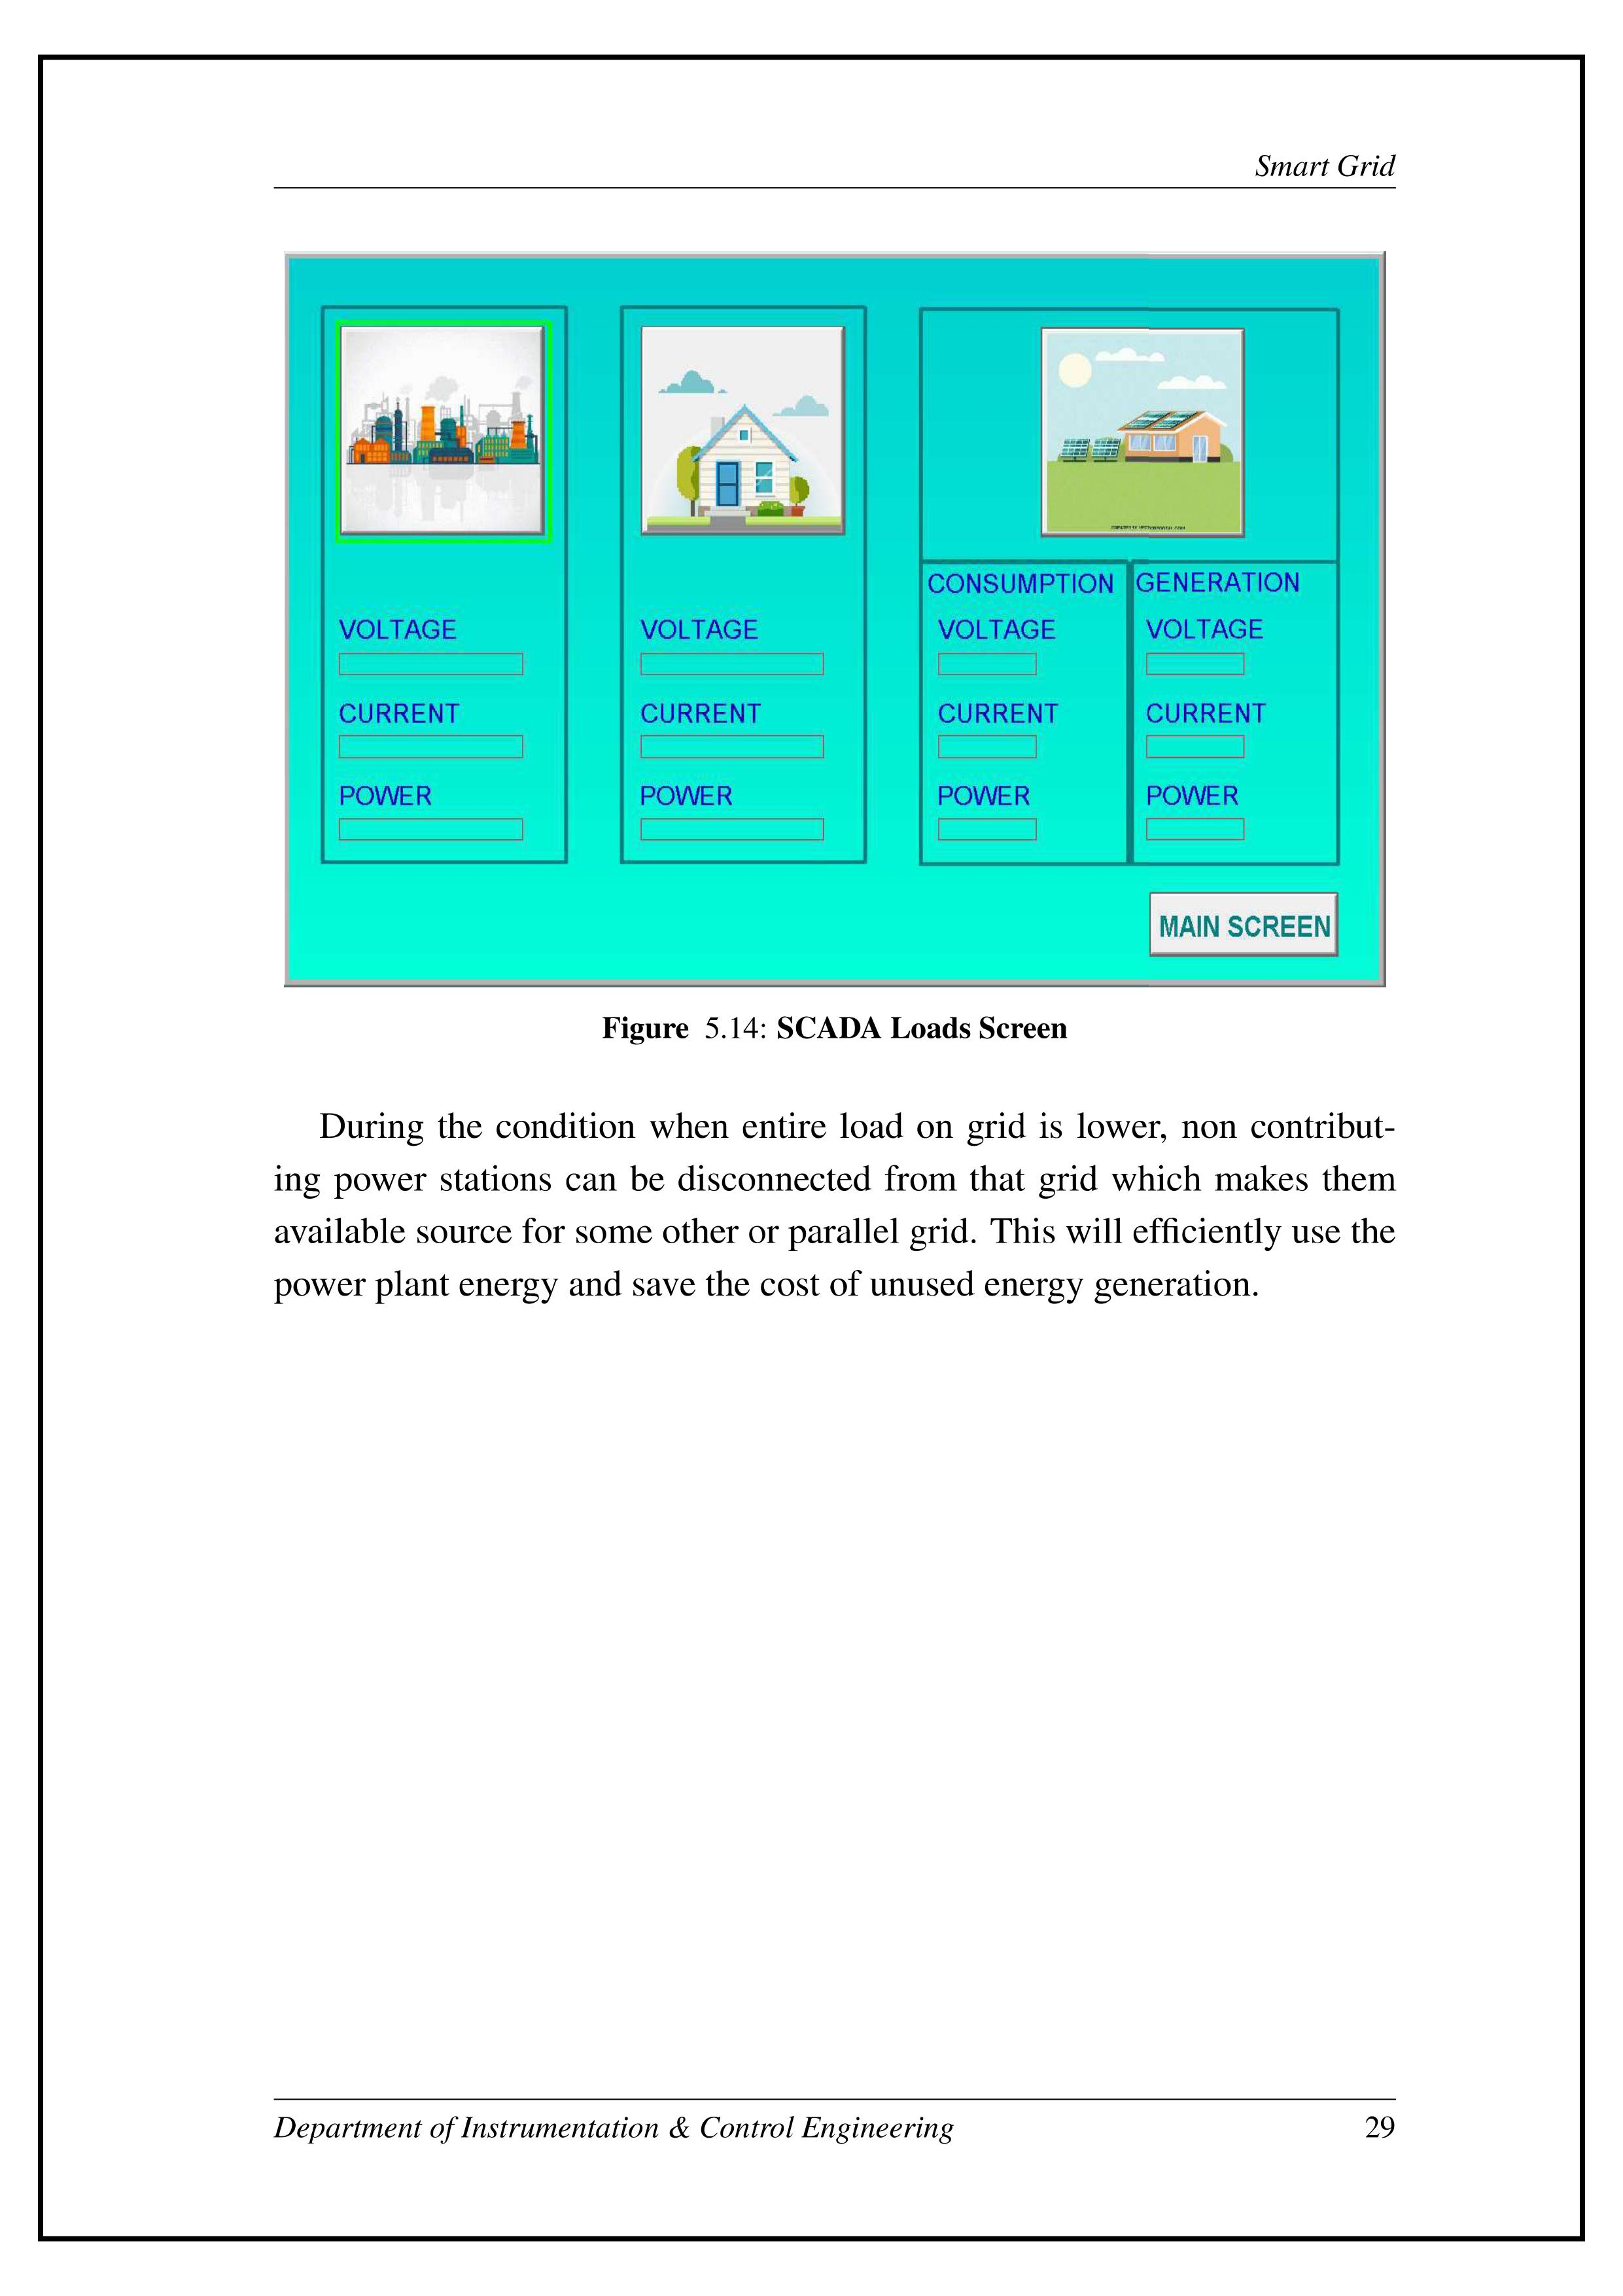 Smart Grid
CONSUMPTION GENERATION
VOLTAGE VOLTAGE VOLTAGE VOLTAGE
CURRENT CURRENT CURRENT CURRENT
POWER POWER POWER POWER
MAIN SCREEN
Figure 5.14: SCADA Loads Screen
During the condition when entire load on grid is lower, non contribut-
ing power stations can be disconnected from that grid which makes them
available source for some other or parallel grid. This will efficiently use the
power plant energy and save the cost of unused energy generation.
Department of Instrumentation & Control Engineering 29